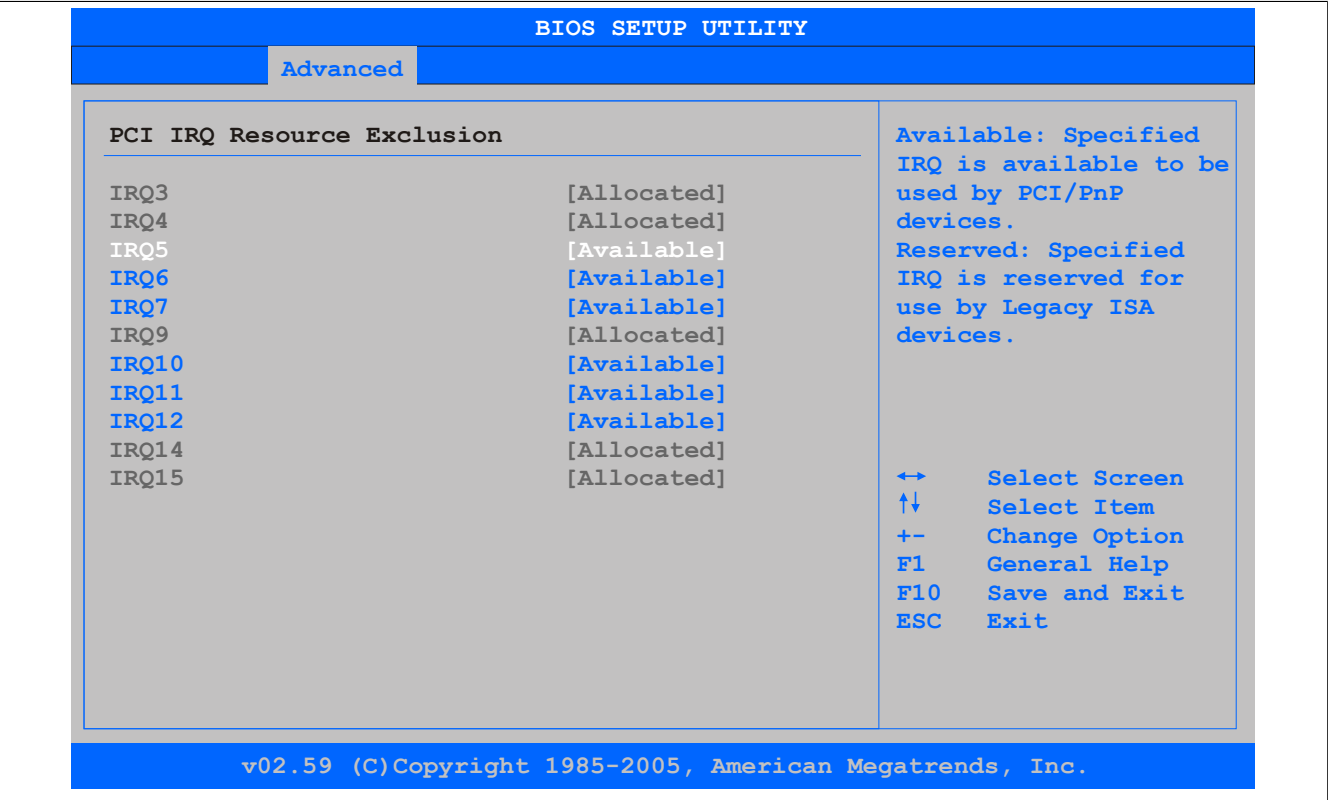 BIOS SETUP UTILITY
Advanced
PCI IRQ Resource Exclusion
IRQ3 [Allocated]
IRQ4 [Allocated]
IRQ5 [Available]
IRQ6 [Available]
IRQ7 [Available]
IRQ9 [Allocated]
IRQ10 [Available]
IRQ11 [Available]
IRQ12 [Available]
IRQ14 [Allocated]
IRQ15 [Allocated]
Available: Specified
IRQ is available to be
used by PCI/PnP
devices.
Reserved: Specified
IRQ is reserved for
use by Legacy ISA
devices.
↔ Select Screen
↑↓ Select Item
+- Change Option
F1 General Help
F10 Save and Exit
ESC Exit
v02.59 (C)Copyright 1985-2005, American Megatrends, Inc.